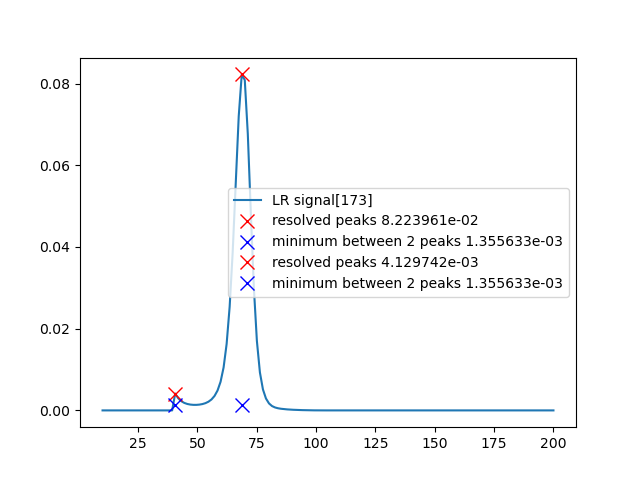 0.08
0.06
0.04
0.02
0.00
LR signal[173]
resolved peaks 8.223961e-02
minimum between 2 peaks 1.355633e-03
resolved peaks 4.129742e-03
minimum between 2 peaks 1.355633e-03
25 50 75 100 125 150 175 200